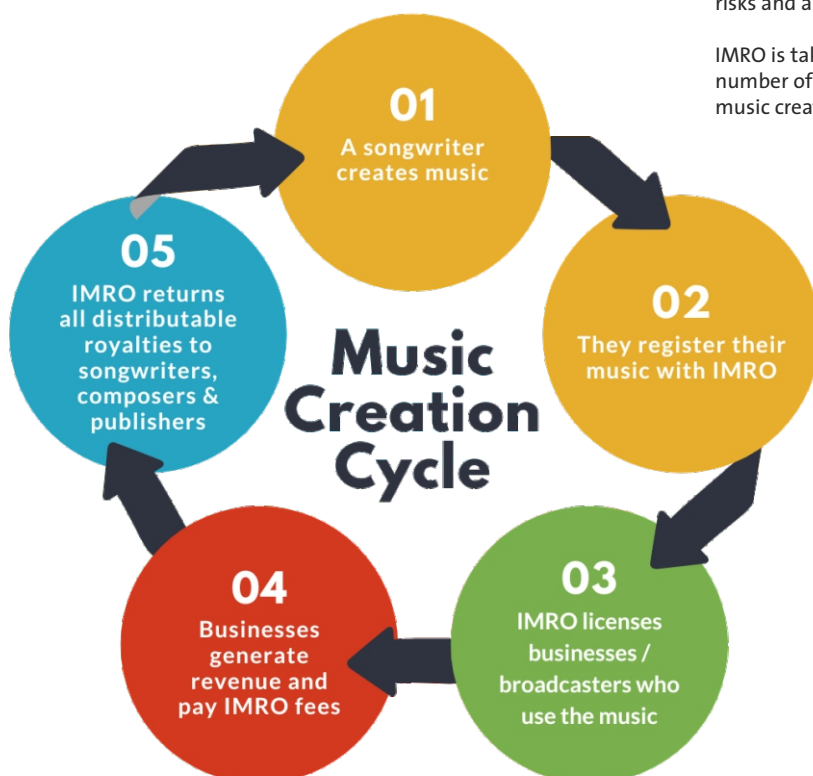 risks and a
IMRO is tal
number of
music creat
01
A songwriter
creates music
02
They register their
music with IMRO
03
IMRO licenses
businesses /
broadcasters who
use the music
04
Businesses
generate
revenue and
pay IMRO fees
05
IMRO returns
all distributable
royalties to
songwriters,
composers &
publishers
Music
Creation
Cycle